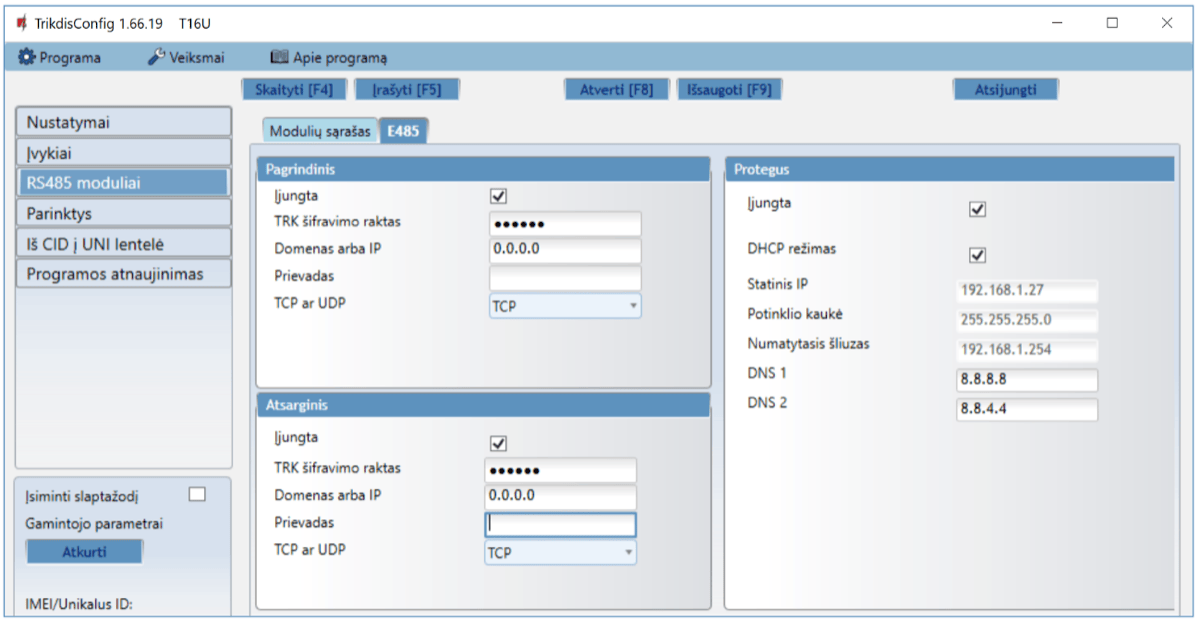 TrikdisConfig 1.66.19 T16U
Programa Veiksmai Apie programą
Skaityti [F4] Įrašyti [F5] Atverti [F8] Išsaugoti [F9] Atsijungti
Nustatymai
Įvykiai
RS485 moduliai
Parinktys
Iš CID į UNI lentelė
Programos atnaujinimas
Įsiminti slaptažodį
Gamintojo parametrai
Atkurti
IMEI/Unikalus ID:
Modulių sąrašas E485
Pagrindinis
Įjungta
TRK šifravimo raktas ●●●●●●
Domenas arba IP 0.0.0.0
Prievadas
TCP ar UDP TCP
Atsarginis
Įjungta
TRK šifravimo raktas ●●●●●●
Domenas arba IP 0.0.0.0
Prievadas
TCP ar UDP TCP
Protegus
Įjungta
DHCP režimas
Statinis IP 192.168.1.27
Potinklio kaukė 255.255.255.0
Numatytasis šliuzas 192.168.1.254
DNS 1 8.8.8.8
DNS 2 8.8.4.4